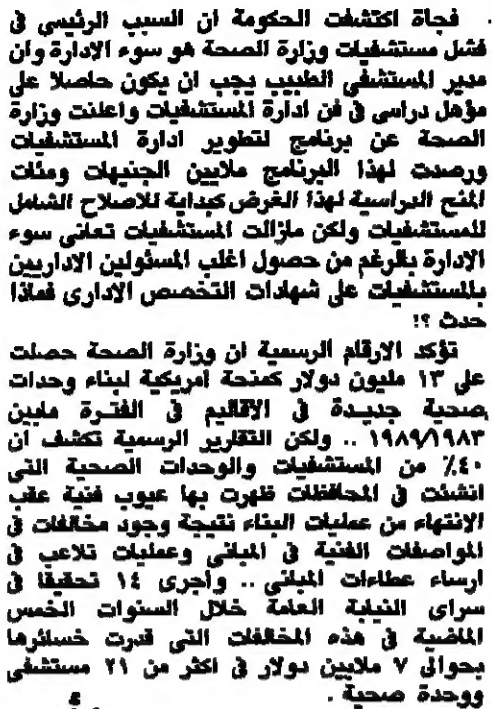 فجأة اكتشفت الحكومة ان السبب الرئيسى فى
فشل مستشفيات وزارة الصحة هو سوء الادارة وان
مدير المستشفى الطبيب يجب ان يكون حاصلا على
مؤهل دراسى فى فن ادارة المستشفيات واعلنت وزارة
الصحة عن برنامج لتطوير ادارة المستشفيات
ورصدت لهذا البرنامج ملايين الجنيهات ومئات
المنح الدراسية لهذا الغرض كبداية للاصلاح الشامل
للمستشفيات ولكن مازالت المستشفيات تعانى سوء
الادارة بالرغم من حصول اغلب المسئولين الاداريين
بالمستشفيات على شهادات التخصص الادارى فماذا
حدث ؟!
تؤكد الارقام الرسمية ان وزارة الصحة حصلت
على ١٣ مليون دولار كمنحة امريكية لبناء وحدات
صحية جديدة فى الاقاليم فى الفترة مابين
١٩٨٩/١٩٨٣ .. ولكن التقارير الرسمية تكشف ان
٤٠٪ من المستشفيات والوحدات الصحية التى
انشئت فى المحافظات ظهرت بها عيوب فنية عقب
الانتهاء من عمليات البناء نتيجة وجود مخالفات فى
المواصفات الفنية فى المبانى وعمليات تلاعب فى
ارساء عطاءات المبانى .. وأجرى ١٤ تحقيقا فى
سراى النيابة العامة خلال السنوات الخمس
الماضية فى هذه المخالفات التى قدرت خسائرها
بحوالى ٧ ملايين دولار فى اكثر من ٢١ مستشفى
ووحدة صحية .